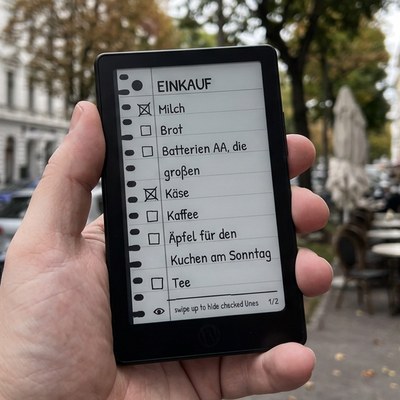 EINKAUF
Milch
Brot
Batterien AA, die
großen
Käse
Kaffee
Äpfel für den
Kuchen am Sonntag
Tee
swipe up to hide checked lines 1/2